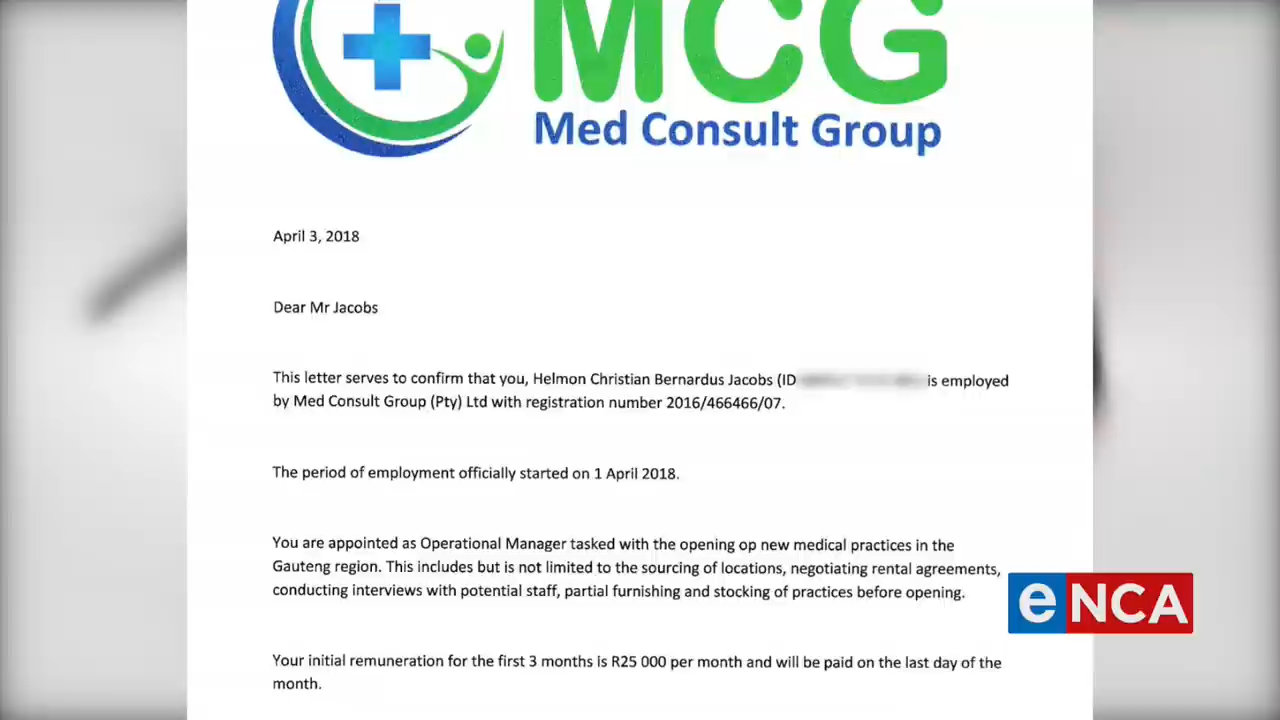 MCG
Med Consult Group
April 3, 2018
Dear Mr Jacobs
This letter serves to confirm that you, Helmon Christian Bernardus Jacobs (ID is employed
by Med Consult Group (Pty) Ltd with registration number 2016/466466/07.
The period of employment officially started on 1 April 2018.
You are appointed as Operational Manager tasked with the opening op new medical practices in the
Gauteng region. This includes but is not limited to the sourcing of locations, negotiating rental agreements,
conducting interviews with potential staff, partial furnishing and stocking of practices before opening.
eNCA
Your initial remuneration for the first 3 months is R25 000 per month and will be paid on the last day of the
month.